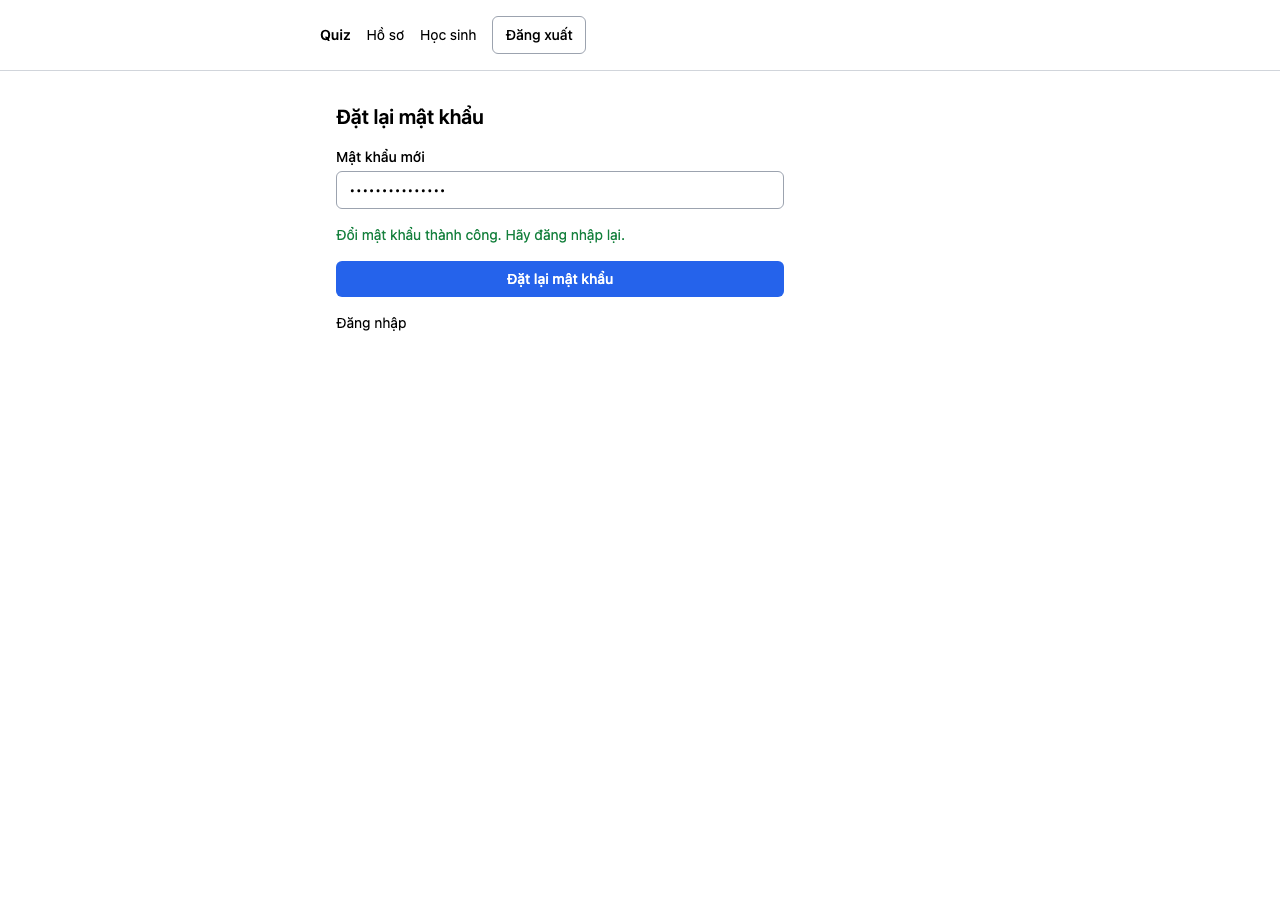 Quiz Hồ sơ Học sinh Đăng xuất
Đặt lại mật khẩu
Mật khẩu mới
•••••••••••••••
Đổi mật khẩu thành công. Hãy đăng nhập lại.
Đặt lại mật khẩu
Đăng nhập